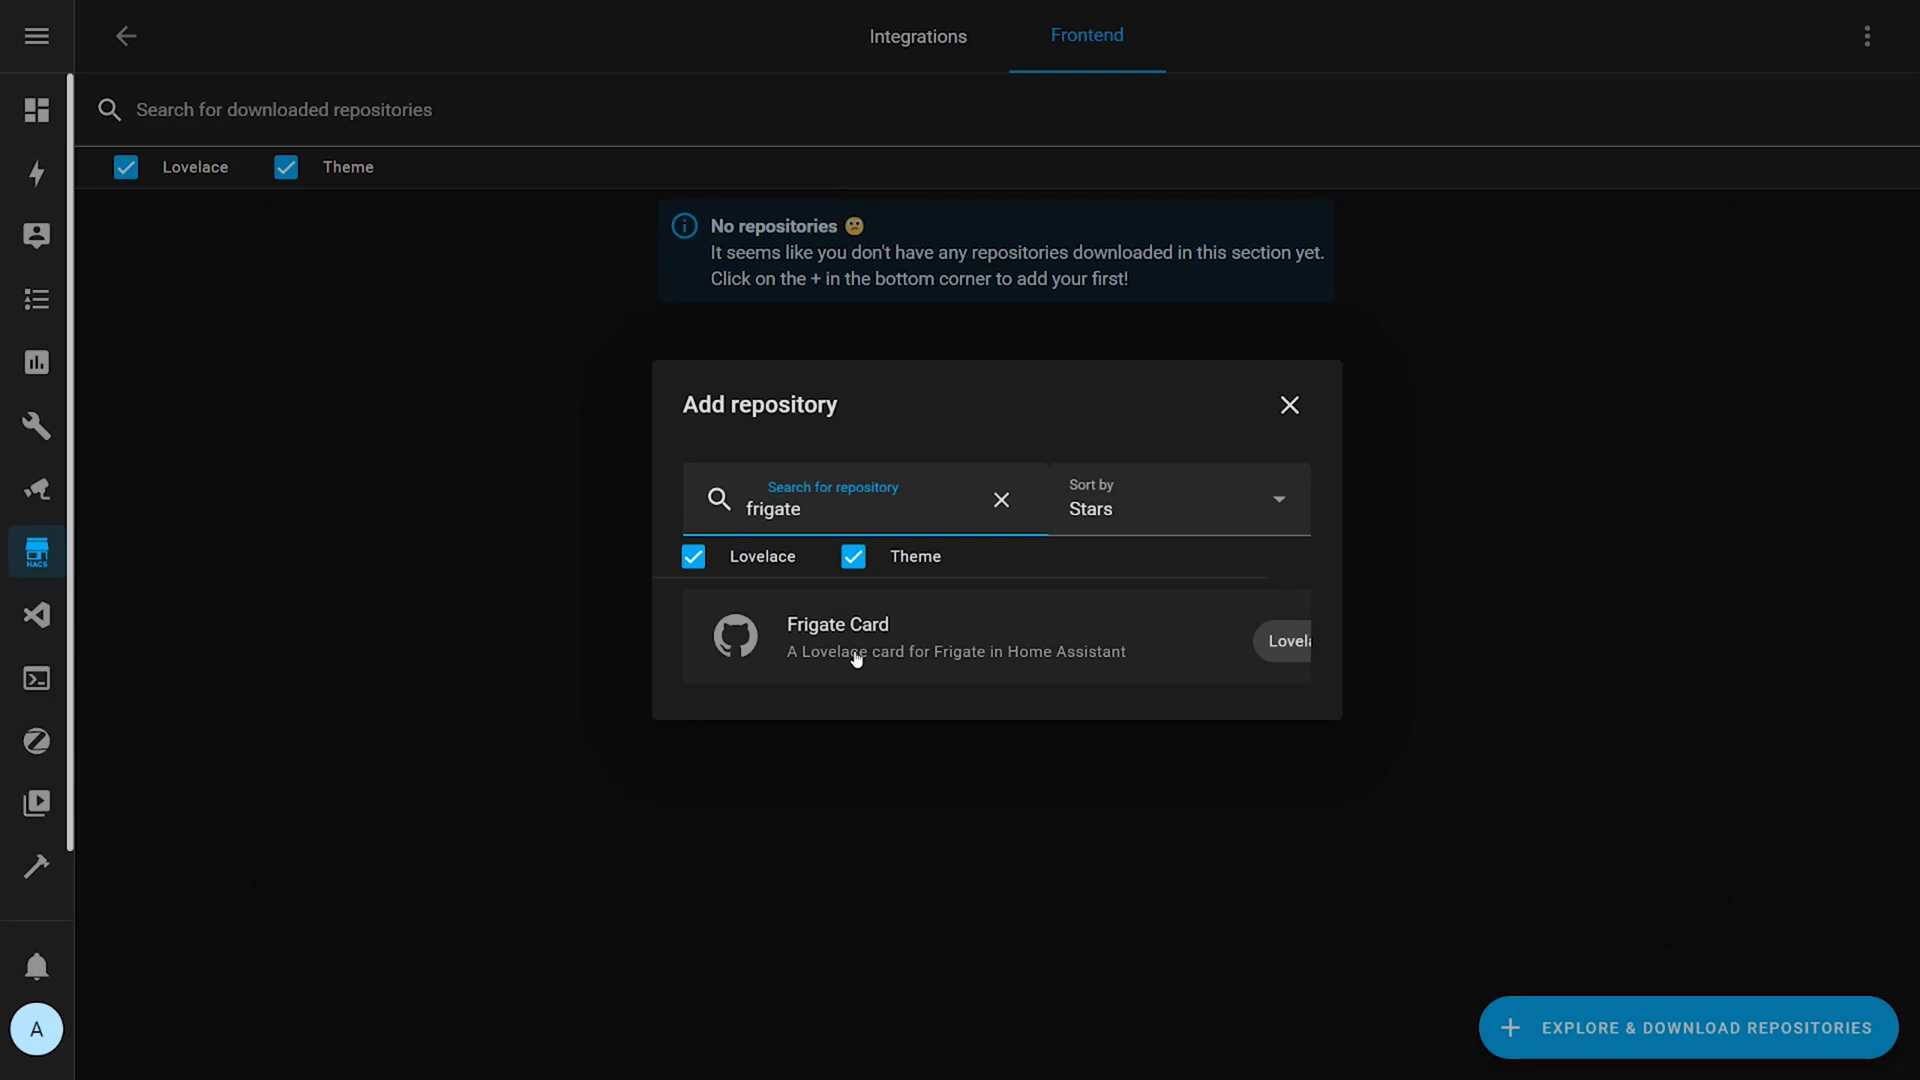 Integrations
Frontend
Search for downloaded repositories
Lovelace
Theme
No repositories 😕
It seems like you don't have any repositories downloaded in this section yet.
Click on the + in the bottom corner to add your first!
Add repository
Search for repository
frigate
Sort by
Stars
Lovelace
Theme
Frigate Card
A Lovelace card for Frigate in Home Assistant
Lovela
HACS
A
EXPLORE & DOWNLOAD REPOSITORIES